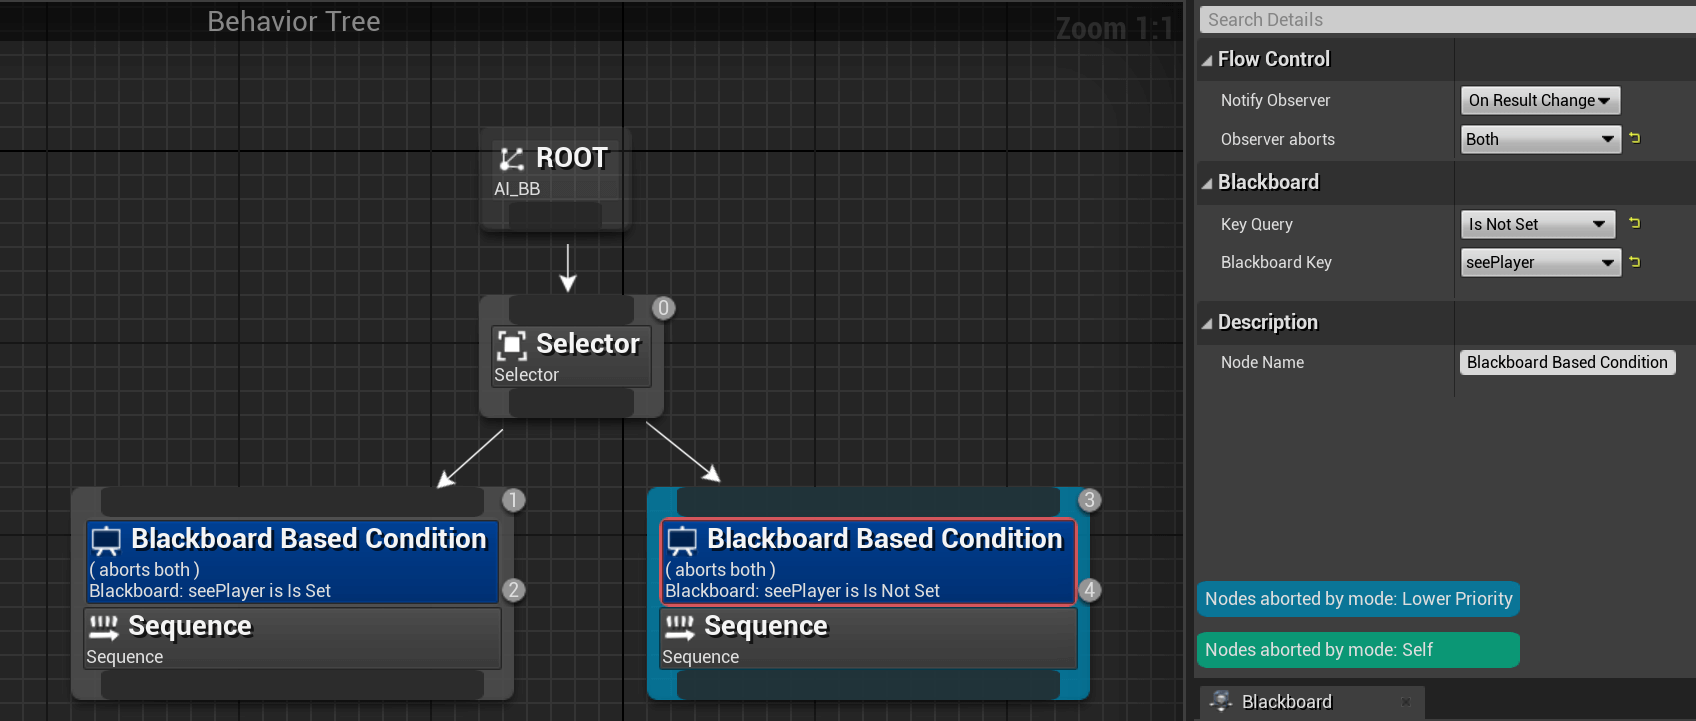 Behavior Tree
Zoom 1:1
ROOT
AI_BB
0
Selector
Selector
1
Blackboard Based Condition
( aborts both )
Blackboard: seePlayer is Is Set
2
Sequence
Sequence
3
Blackboard Based Condition
( aborts both )
Blackboard: seePlayer is Is Not Set
4
Sequence
Sequence
Search Details
Flow Control
Notify Observer On Result Change
Observer aborts Both
Blackboard
Key Query Is Not Set
Blackboard Key seePlayer
Description
Node Name Blackboard Based Condition
Nodes aborted by mode: Lower Priority
Nodes aborted by mode: Self
Blackboard